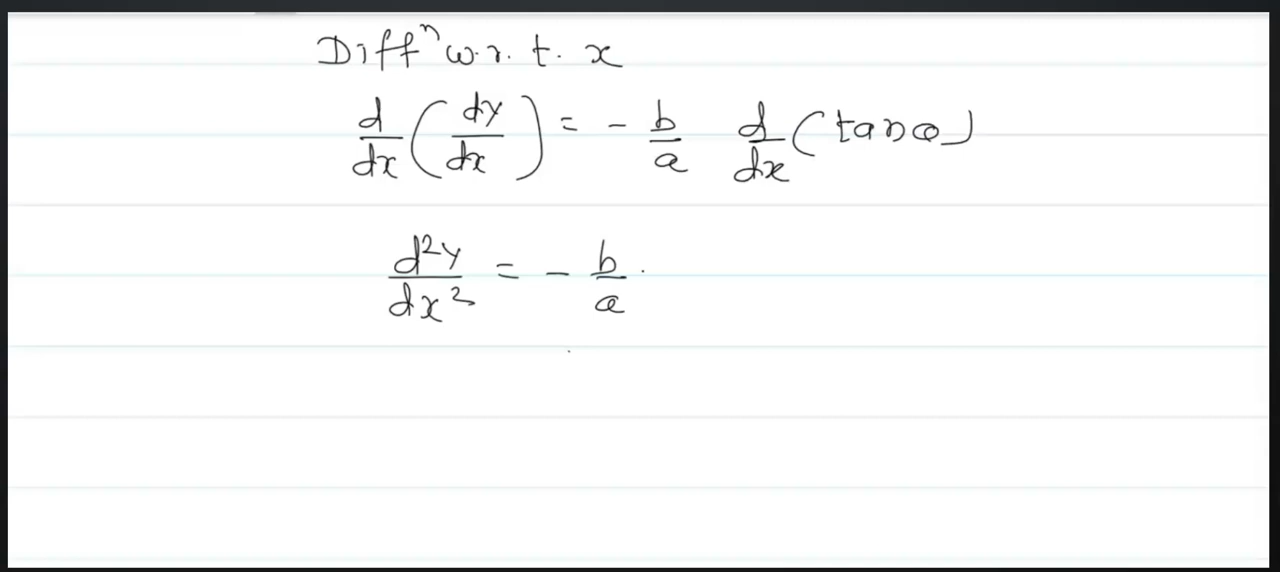 Diffⁿ w.r.t. x
d/dx (dy/dx) = - b/a d/dx (tanθ)
d²y/dx² = - b/a ·